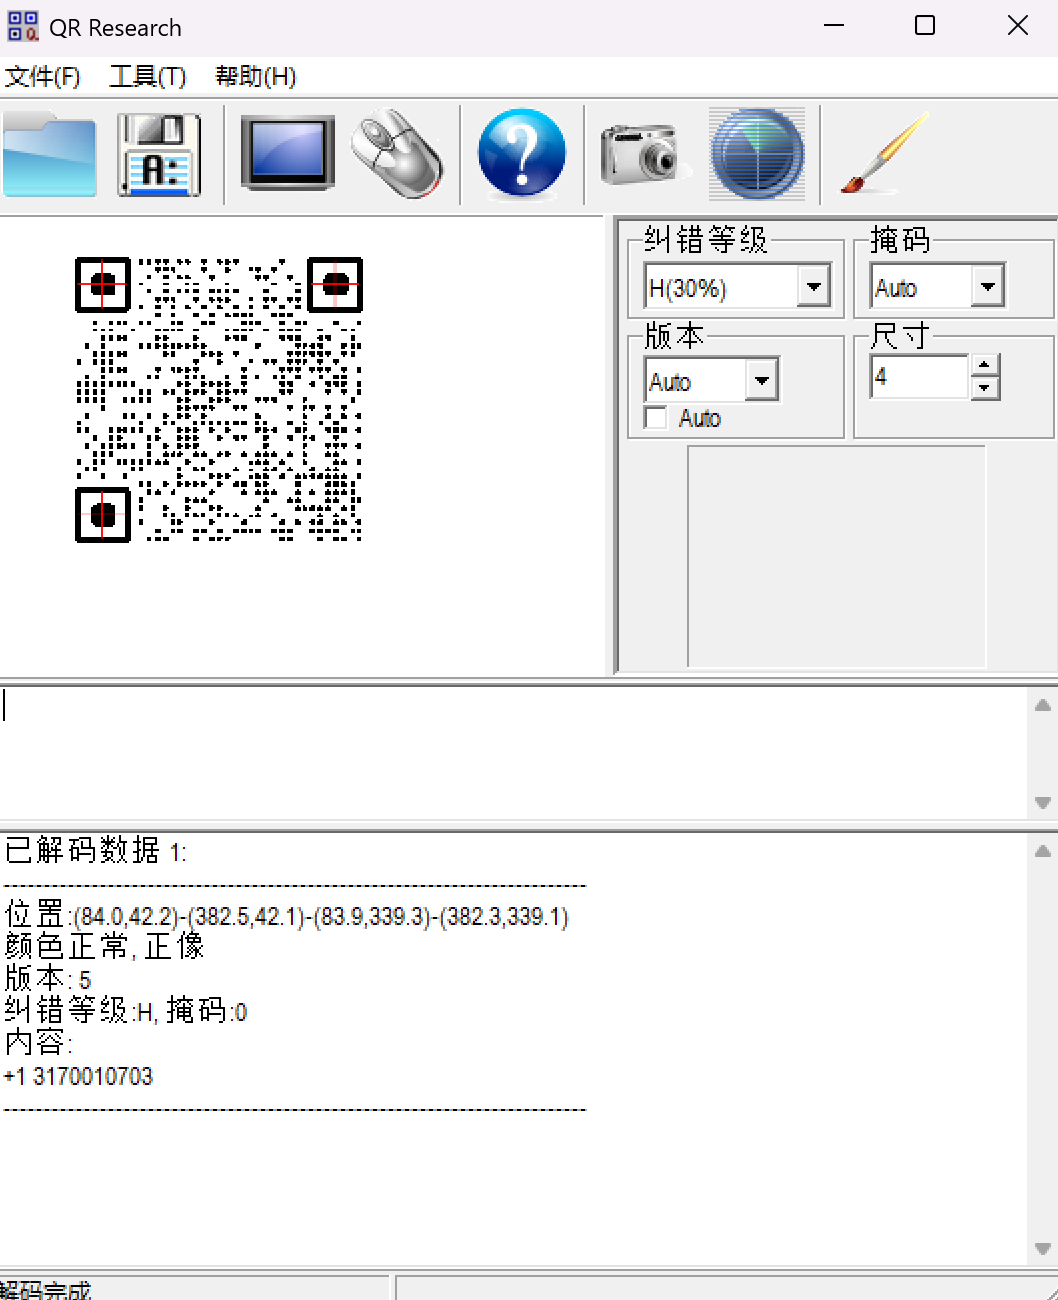 QR Research
文件(F) 工具(T) 帮助(H)
A:
纠错等级
掩码
H(30%)
Auto
版本
尺寸
Auto
4
Auto
已解码数据 1:
位置:(84.0,42.2)-(382.5,42.1)-(83.9,339.3)-(382.3,339.1)
颜色正常, 正像
版本: 5
纠错等级:H, 掩码:0
内容:
+1 3170010703
解码完成